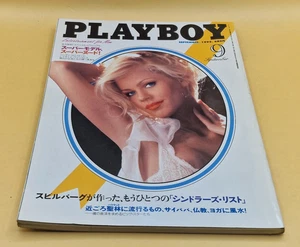 PLAYBOY
スーパーモデル、
スーパーヌード!
9
スピルバーグが作った、もうひとつの「シンドラーズ・リスト」
近ごろ聖林に流行るもの、サイババ、仏教、ヨガに風水!